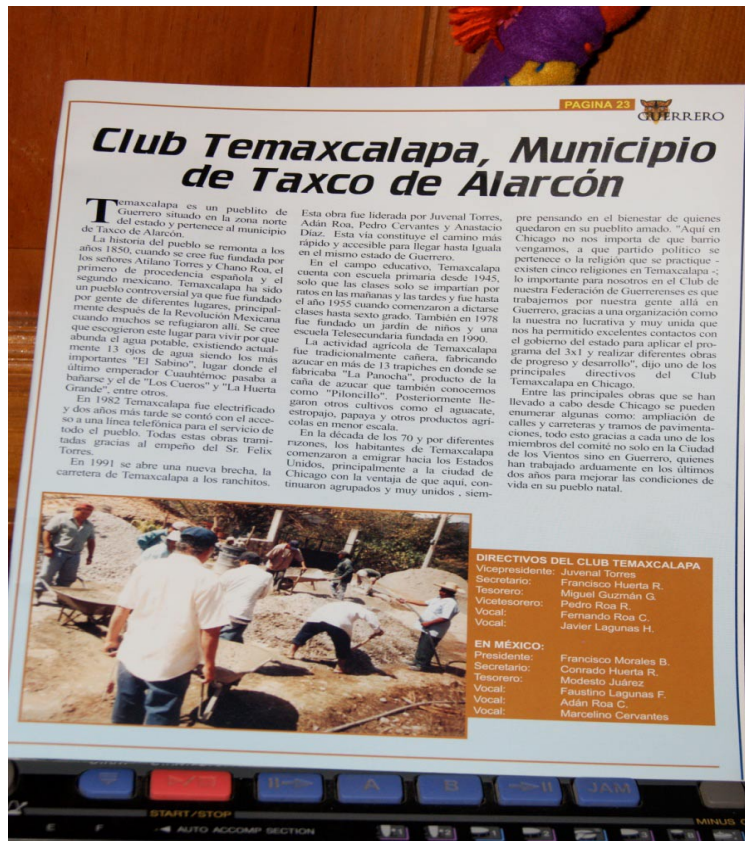 PAGINA 23
GUERRERO
Club Temaxcalapa, Municipio
de Taxco de Alarcón
Temaxcalapa es un pueblito de
Guerrero situado en la zona norte
del estado y pertenece al municipio
de Taxco de Alarcón.
La historia del pueblo se remonta a los
años 1850, cuando se cree fue fundada por
los señores Atilano Torres y Chano Roa, el
primero de procedencia española y el
segundo mexicano. Temaxcalapa ha sido
un pueblo controversial ya que fue fundado
por gente de diferentes lugares, principal-
mente después de la Revolución Mexicana
cuando muchos se refugiaron allí. Se cree
que escogieron este lugar para vivir por que
abunda el agua potable, existiendo actual-
mente 13 ojos de agua siendo los más
importantes "El Sabino", lugar donde el
último emperador Cuauhtémoc pasaba a
bañarse y el de "Los Cueros" y "La Huerta
Grande", entre otros.
En 1982 Temaxcalapa fue electrificado
y dos años más tarde se contó con el acce-
so a una línea telefónica para el servicio de
todo el pueblo. Todas estas obras trami-
tadas gracias al empeño del Sr. Felix
Torres.
En 1991 se abre una nueva brecha, la
carretera de Temaxcalapa a los ranchitos.
Esta obra fue liderada por Juvenal Torres,
Adán Roa, Pedro Cervantes y Anastacio
Díaz. Esta vía constituye el camino más
rápido y accesible para llegar hasta Iguala
en el mismo estado de Guerrero.
En el campo educativo, Temaxcalapa
cuenta con escuela primaria desde 1945,
solo que las clases solo se impartían por
ratos en las mañanas y las tardes y fue hasta
el año 1955 cuando comenzaron a dictarse
clases hasta sexto grado. También en 1978
fue fundado un jardín de niños y una
escuela Telesecundaria fundada en 1990.
La actividad agrícola de Temaxcalapa
fue tradicionalmente cañera, fabricando
azucar en más de 13 trapiches en donde se
fabricaba "La Panocha", producto de la
caña de azucar que también conocemos
como "Piloncillo". Posteriormente lle-
garon otros cultivos como el aguacate,
estropajo, papaya y otros productos agrí-
colas en menor escala.
En la década de los 70 y por diferentes
razones, los habitantes de Temaxcalapa
comenzaron a emigrar hacia los Estados
Unidos, principalmente a la ciudad de
Chicago con la ventaja de que aquí, con-
tinuaron agrupados y muy unidos , siem-
pre pensando en el bienestar de quienes
quedaron en su pueblito amado. "Aquí en
Chicago no nos importa de que barrio
vengamos, a que partido político se
pertenece o la religión que se practique -
existen cinco religiones en Temaxcalapa -;
lo importante para nosotros en el Club de
nuestra Federación de Guerrerenses es que
trabajemos por nuestra gente allá en
Guerrero, gracias a una organización como
la nuestra no lucrativa y muy unida que
nos ha permitido excelentes contactos con
el gobierno del estado para aplicar el pro-
grama del 3x1 y realizar diferentes obras
de progreso y desarrollo", dijo uno de los
principales directivos del Club
Temaxcalapa en Chicago.
Entre las principales obras que se han
llevado a cabo desde Chicago se pueden
enumerar algunas como: ampliación de
calles y carreteras y tramos de pavimenta-
ciones, todo esto gracias a cada uno de los
miembros del comité no solo en la Ciudad
de los Vientos sino en Guerrero, quienes
han trabajado arduamente en los últimos
dos años para mejorar las condiciones de
vida en su pueblo natal.
DIRECTIVOS DEL CLUB TEMAXCALAPA
Vicepresidente: Juvenal Torres
Secretario: Francisco Huerta R.
Tesorero: Miguel Guzmán G.
Vicetesorero: Pedro Roa R.
Vocal: Fernando Roa C.
Vocal: Javier Lagunas H.
EN MÉXICO:
Presidente: Francisco Morales B.
Secretario: Conrado Huerta R.
Tesorero: Modesto Juárez
Vocal: Faustino Lagunas F.
Vocal: Adán Roa C.
Vocal: Marcelino Cervantes
A
B
JAM
START/STOP
MINUS
E F
AUTO ACCOMP SECTION